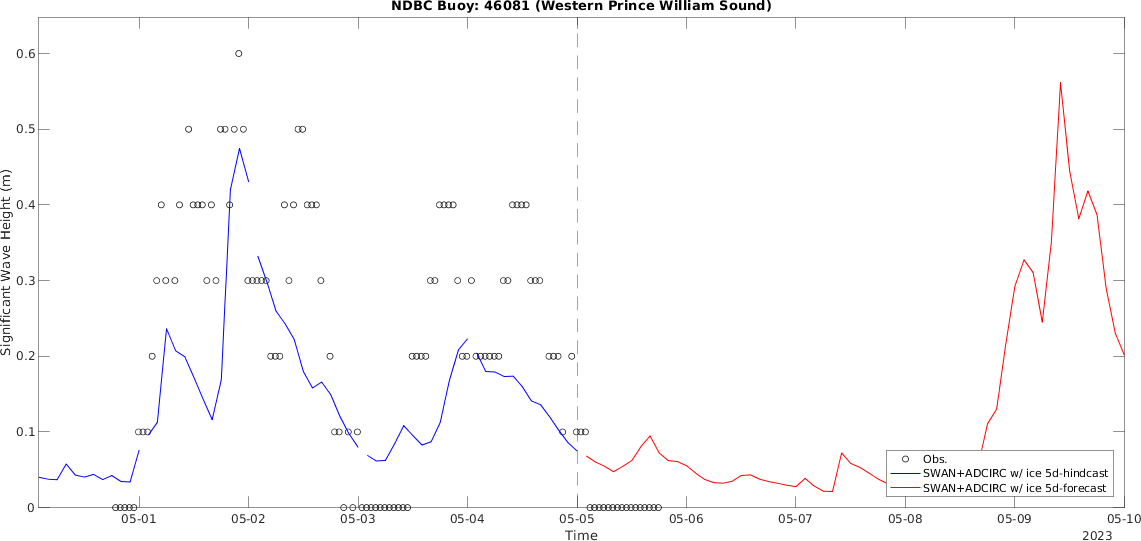 NDBC Buoy: 46081 (Western Prince William Sound)
Significant Wave Height (m)
0.6
0.5
0.4
0.3
0.2
0.1
0
Obs.
SWAN+ADCIRC w/ ice 5d-hindcast
SWAN+ADCIRC w/ ice 5d-forecast
05-01 05-02 05-03 05-04 05-05 05-06 05-07 05-08 05-09 05-10
Time
2023